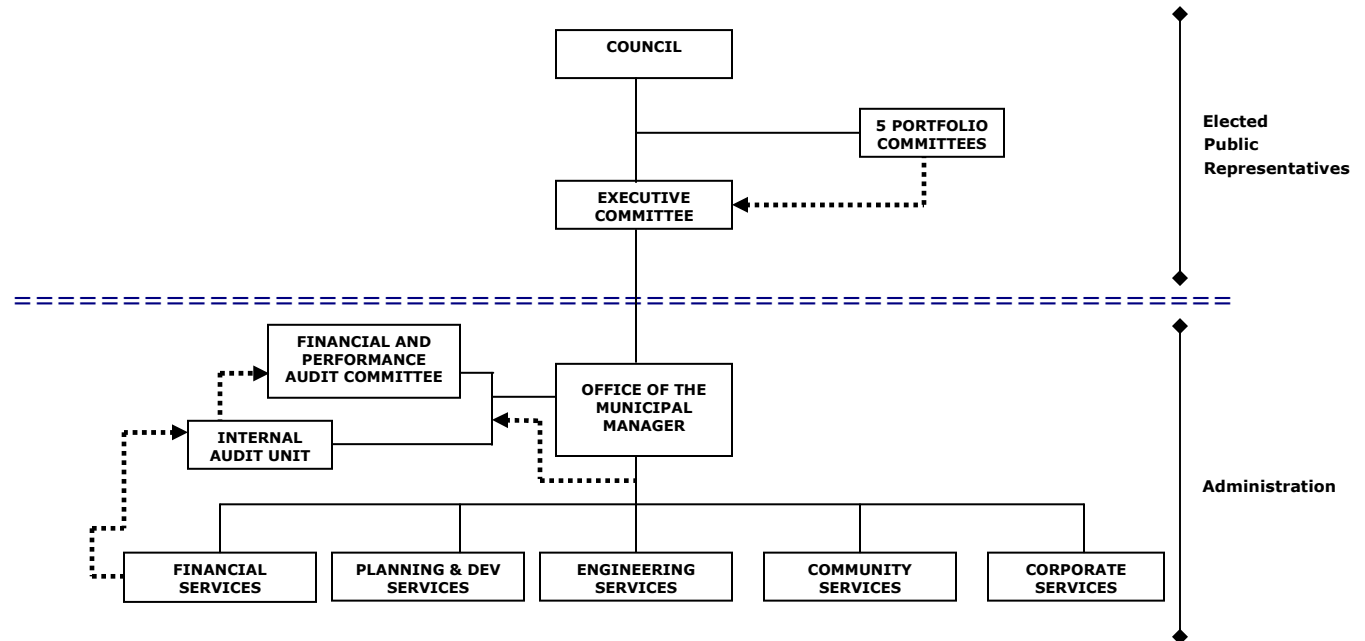 COUNCIL
5 PORTFOLIO
COMMITTEES
Elected
Public
Representatives
EXECUTIVE
COMMITTEE
FINANCIAL AND
PERFORMANCE
AUDIT COMMITTEE
OFFICE OF THE
MUNICIPAL
MANAGER
INTERNAL
AUDIT UNIT
Administration
FINANCIAL
SERVICES
PLANNING & DEV
SERVICES
ENGINEERING
SERVICES
COMMUNITY
SERVICES
CORPORATE
SERVICES